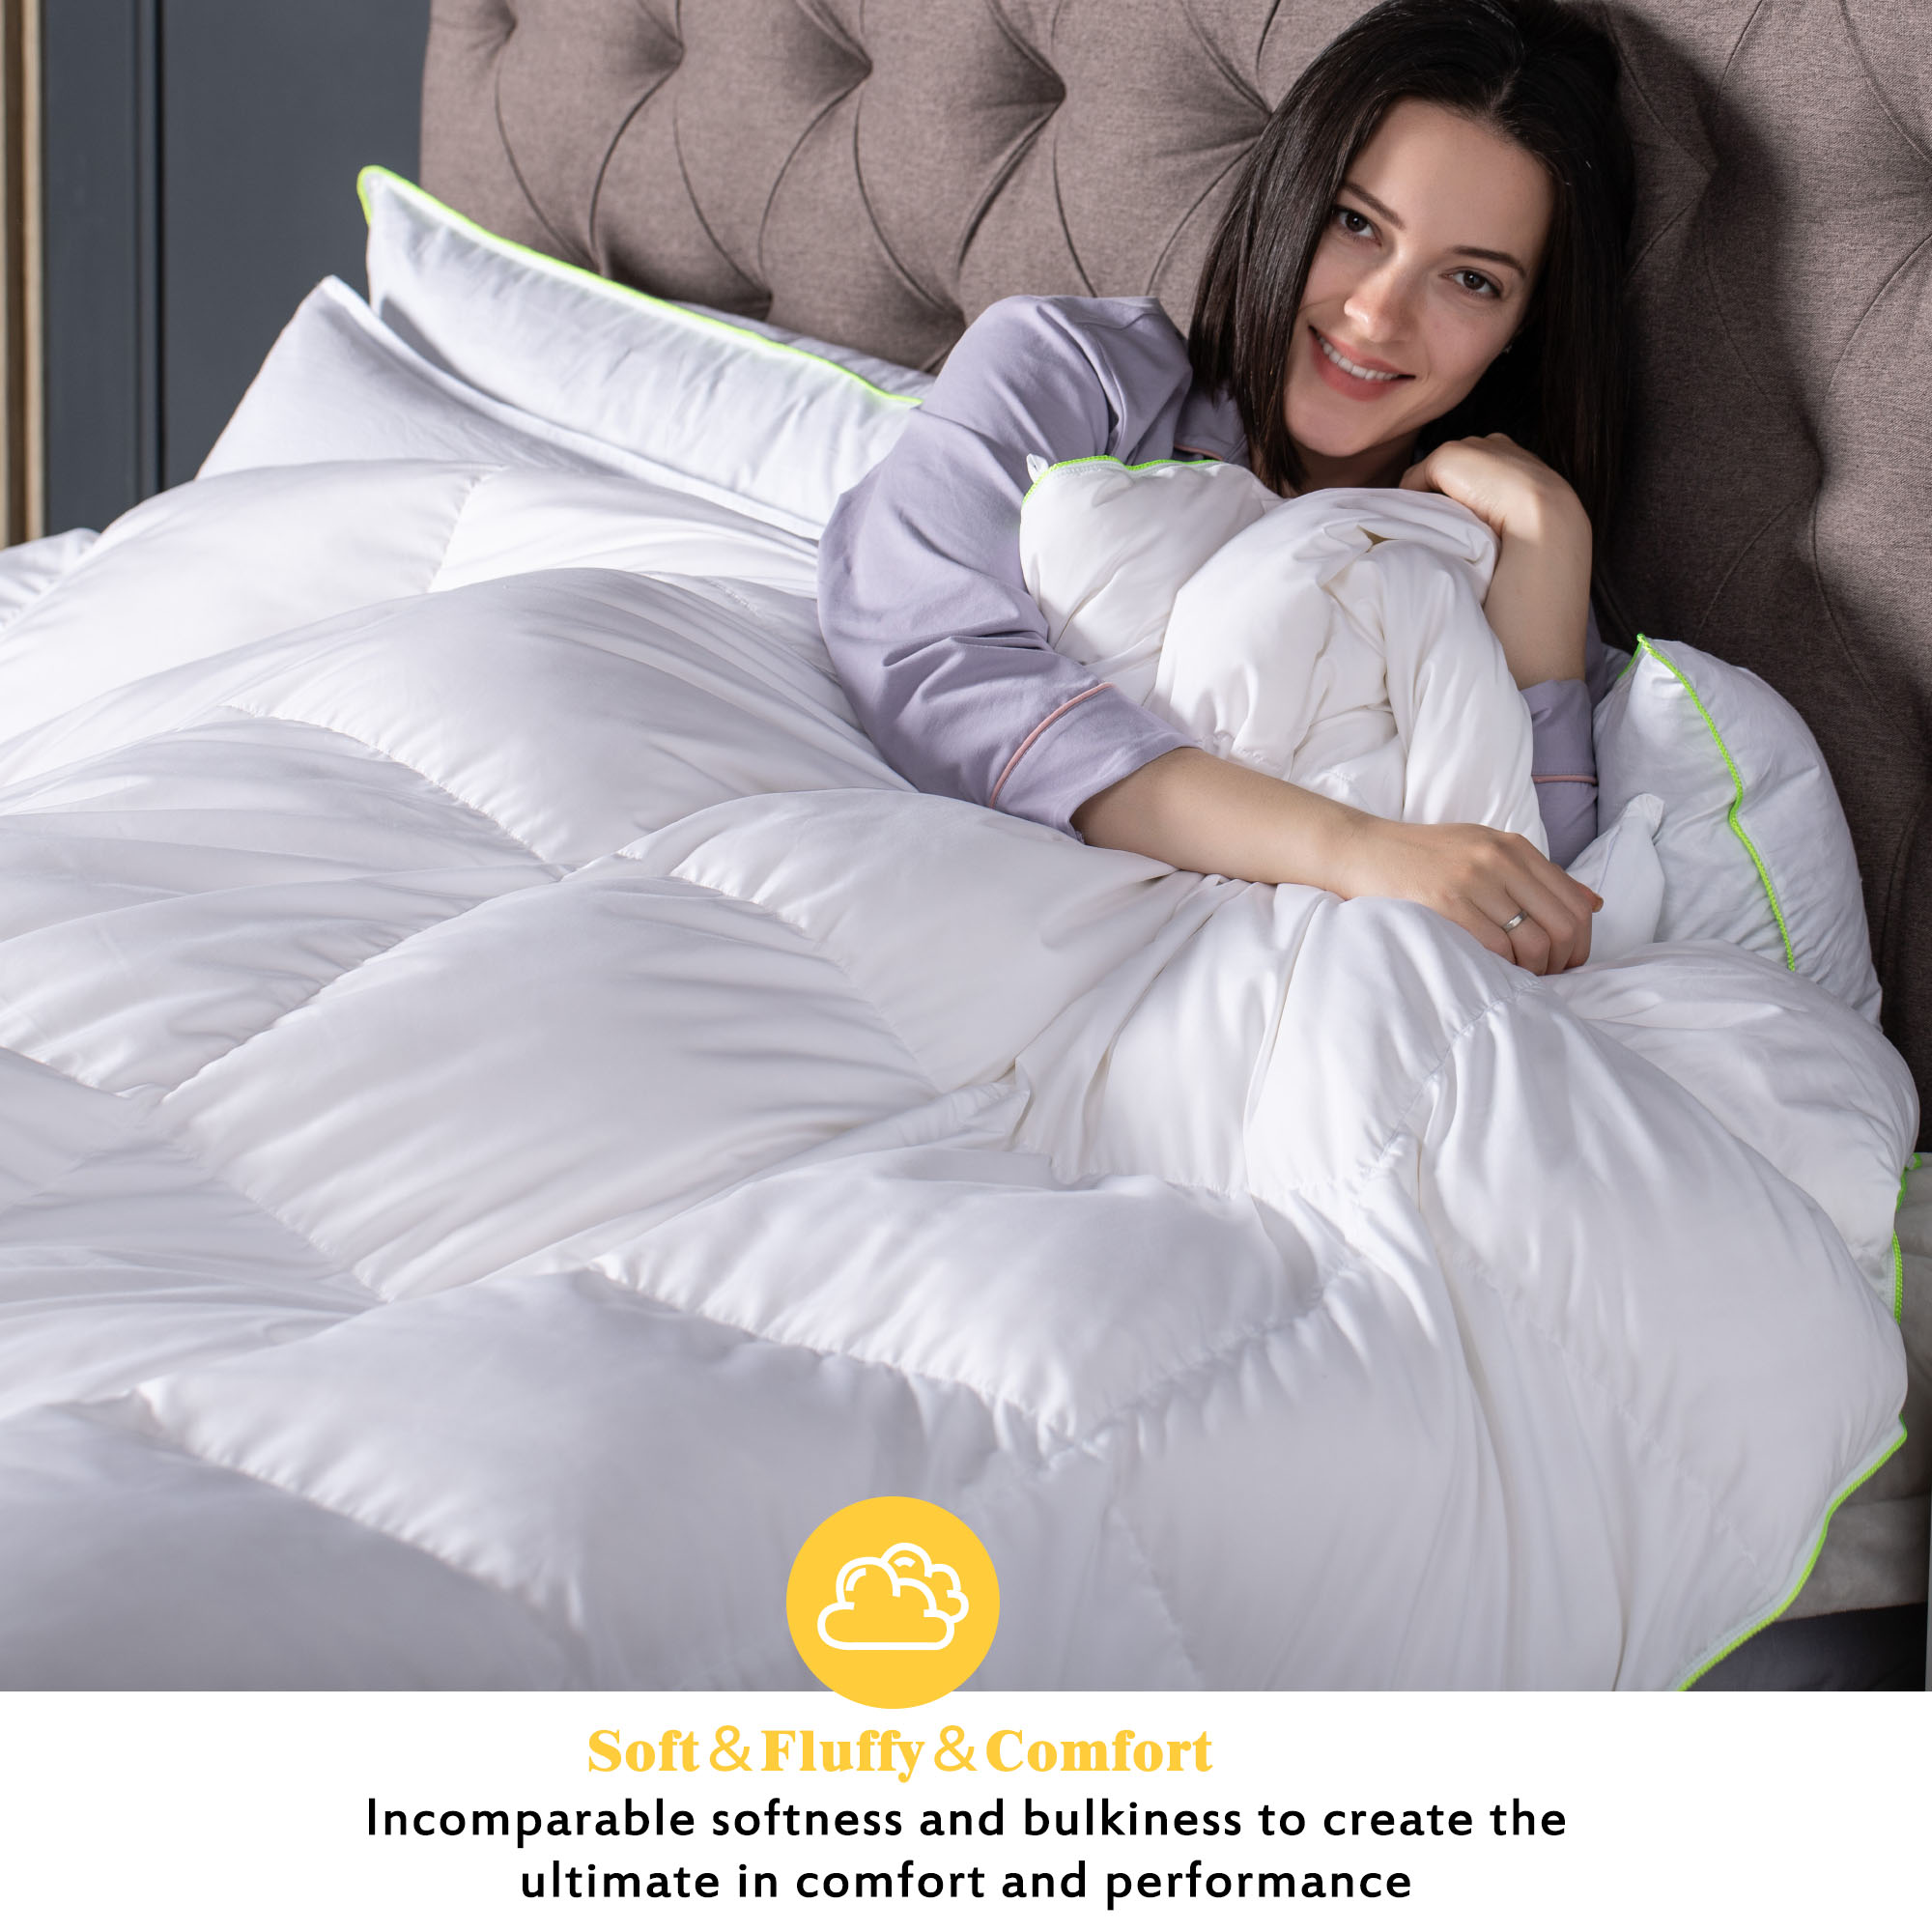 Soft&Fluffy&Comfort
Incomparable softness and bulkiness to create the
ultimate in comfort and performance